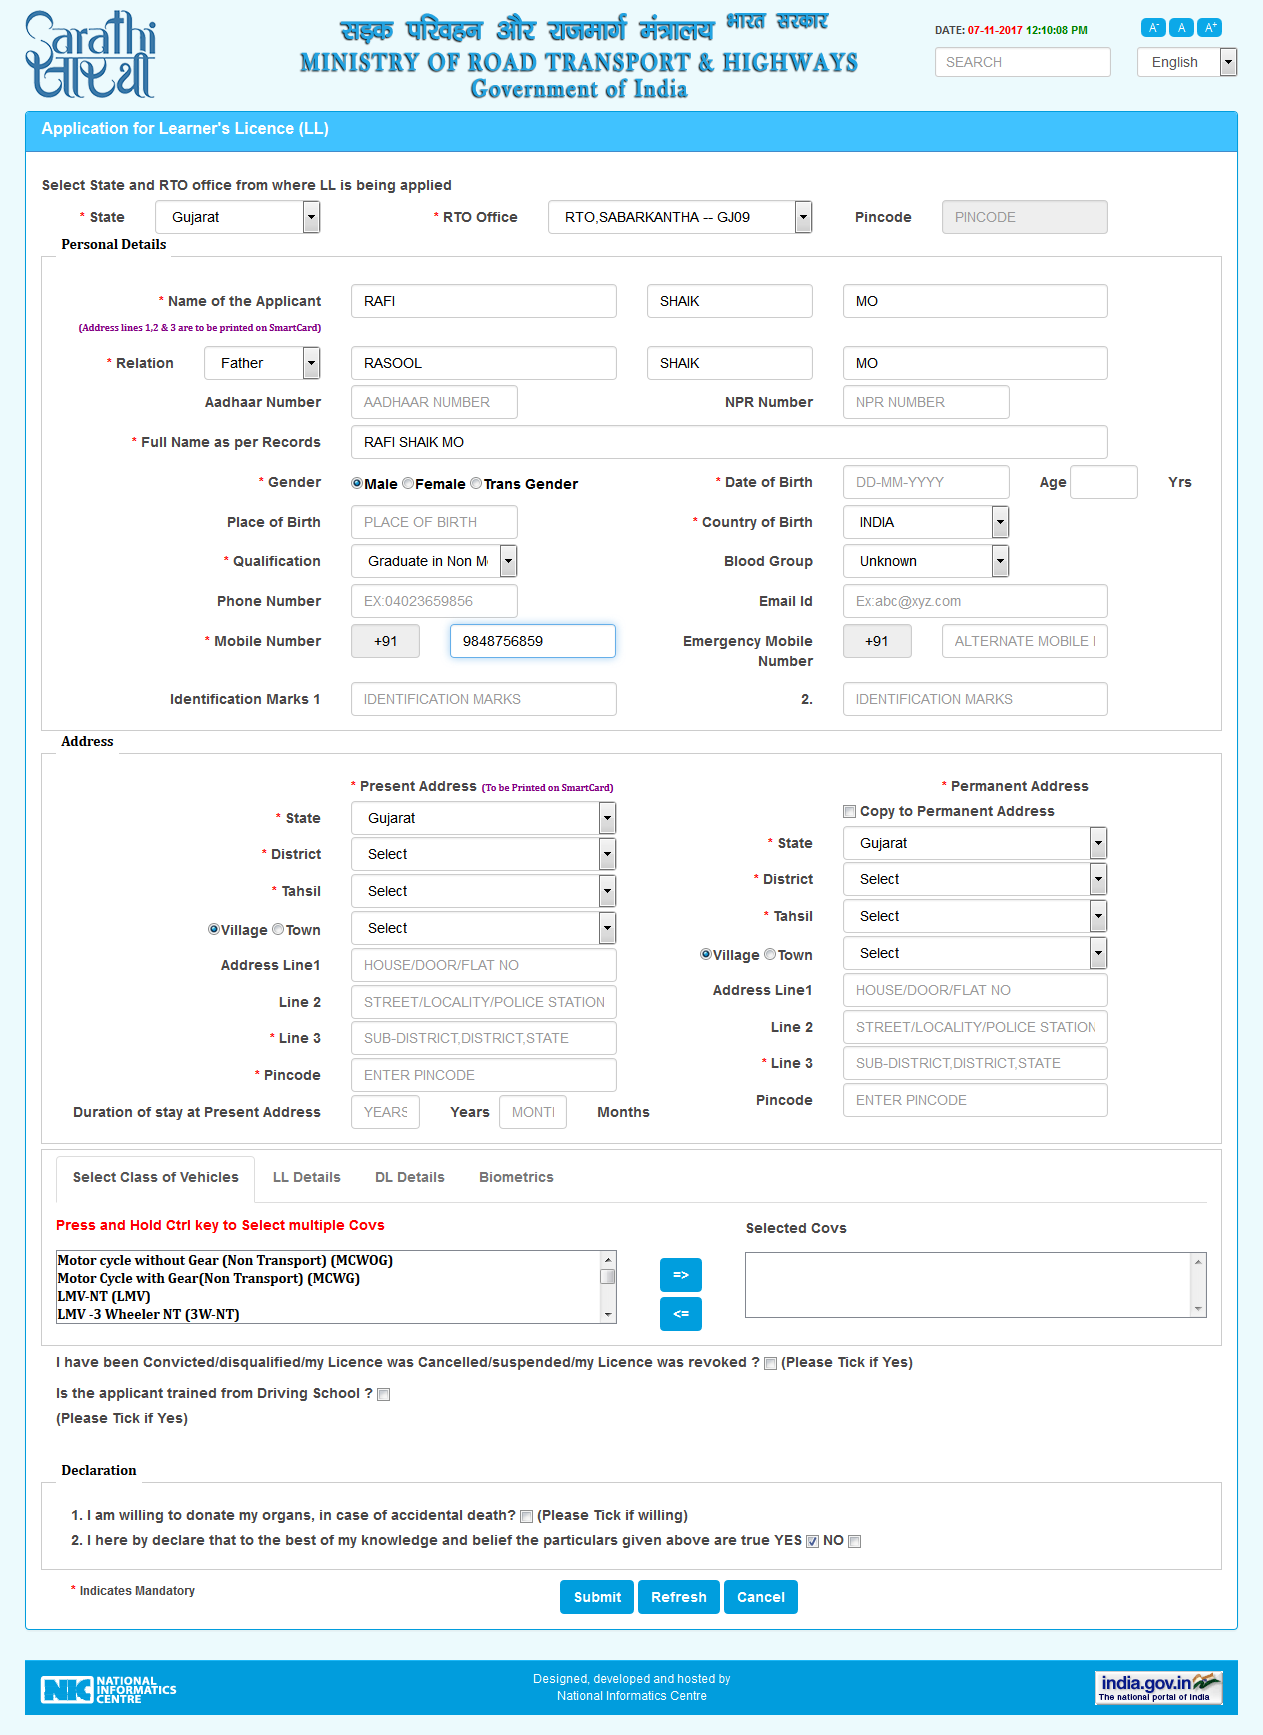 Sarathi
सारथी
सड़क परिवहन और राजमार्ग मंत्रालय भारत सरकार
MINISTRY OF ROAD TRANSPORT & HIGHWAYS
Government of India
DATE: 07-11-2017 12:10:08 PM
A- A A+
SEARCH English
Application for Learner's Licence (LL)
Select State and RTO office from where LL is being applied
* State Gujarat * RTO Office RTO,SABARKANTHA -- GJ09 Pincode PINCODE
Personal Details
* Name of the Applicant RAFI SHAIK MO
(Address lines 1,2 & 3 are to be printed on SmartCard)
* Relation Father RASOOL SHAIK MO
Aadhaar Number AADHAAR NUMBER NPR Number NPR NUMBER
* Full Name as per Records RAFI SHAIK MO
* Gender Male Female Trans Gender * Date of Birth DD-MM-YYYY Age Yrs
Place of Birth PLACE OF BIRTH * Country of Birth INDIA
* Qualification Graduate in Non M Blood Group Unknown
Phone Number EX:04023659856 Email Id Ex:abc@xyz.com
* Mobile Number +91 9848756859 Emergency Mobile Number +91 ALTERNATE MOBILE
Identification Marks 1 IDENTIFICATION MARKS 2. IDENTIFICATION MARKS
Address
* Present Address (To be Printed on SmartCard)
* State Gujarat
* District Select
* Tahsil Select
Village Town Select
Address Line1 HOUSE/DOOR/FLAT NO
Line 2 STREET/LOCALITY/POLICE STATION
* Line 3 SUB-DISTRICT,DISTRICT,STATE
* Pincode ENTER PINCODE
Duration of stay at Present Address YEARS Years MONTH Months
* Permanent Address
Copy to Permanent Address
* State Gujarat
* District Select
* Tahsil Select
Village Town Select
Address Line1 HOUSE/DOOR/FLAT NO
Line 2 STREET/LOCALITY/POLICE STATION
* Line 3 SUB-DISTRICT,DISTRICT,STATE
Pincode ENTER PINCODE
Select Class of Vehicles LL Details DL Details Biometrics
Press and Hold Ctrl key to Select multiple Covs
Selected Covs
Motor cycle without Gear (Non Transport) (MCWOG)
Motor Cycle with Gear(Non Transport) (MCWG)
LMV-NT (LMV)
LMV -3 Wheeler NT (3W-NT)
=>
<=
I have been Convicted/disqualified/my Licence was Cancelled/suspended/my Licence was revoked ? (Please Tick if Yes)
Is the applicant trained from Driving School ?
(Please Tick if Yes)
Declaration
1. I am willing to donate my organs, in case of accidental death? (Please Tick if willing)
2. I here by declare that to the best of my knowledge and belief the particulars given above are true YES NO
* Indicates Mandatory
Submit Refresh Cancel
NIC NATIONAL INFORMATICS CENTRE
Designed, developed and hosted by
National Informatics Centre
india.gov.in
The national portal of India